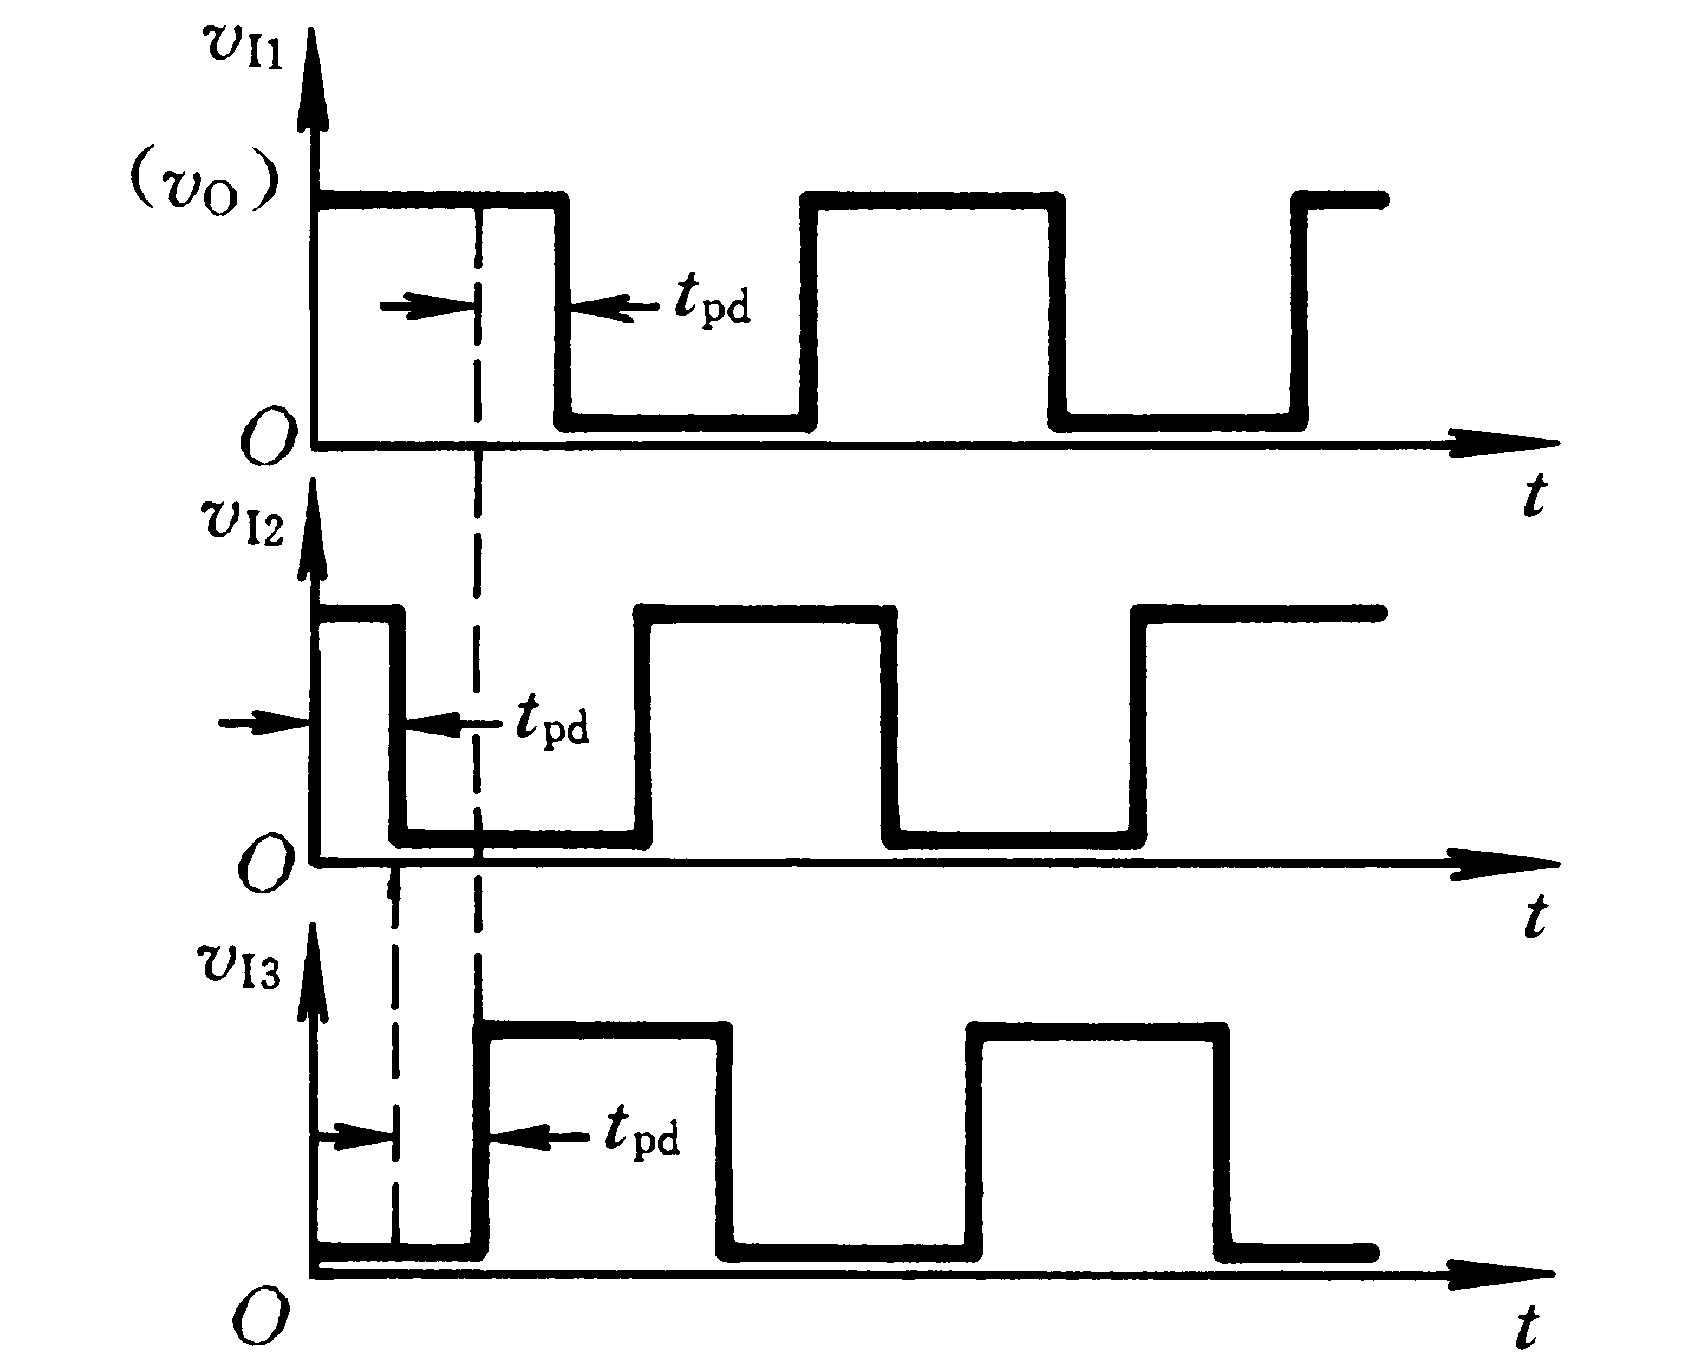 v_I1
(v_O)
t_pd
O
t
v_I2
t_pd
O
t
v_I3
t_pd
O
t